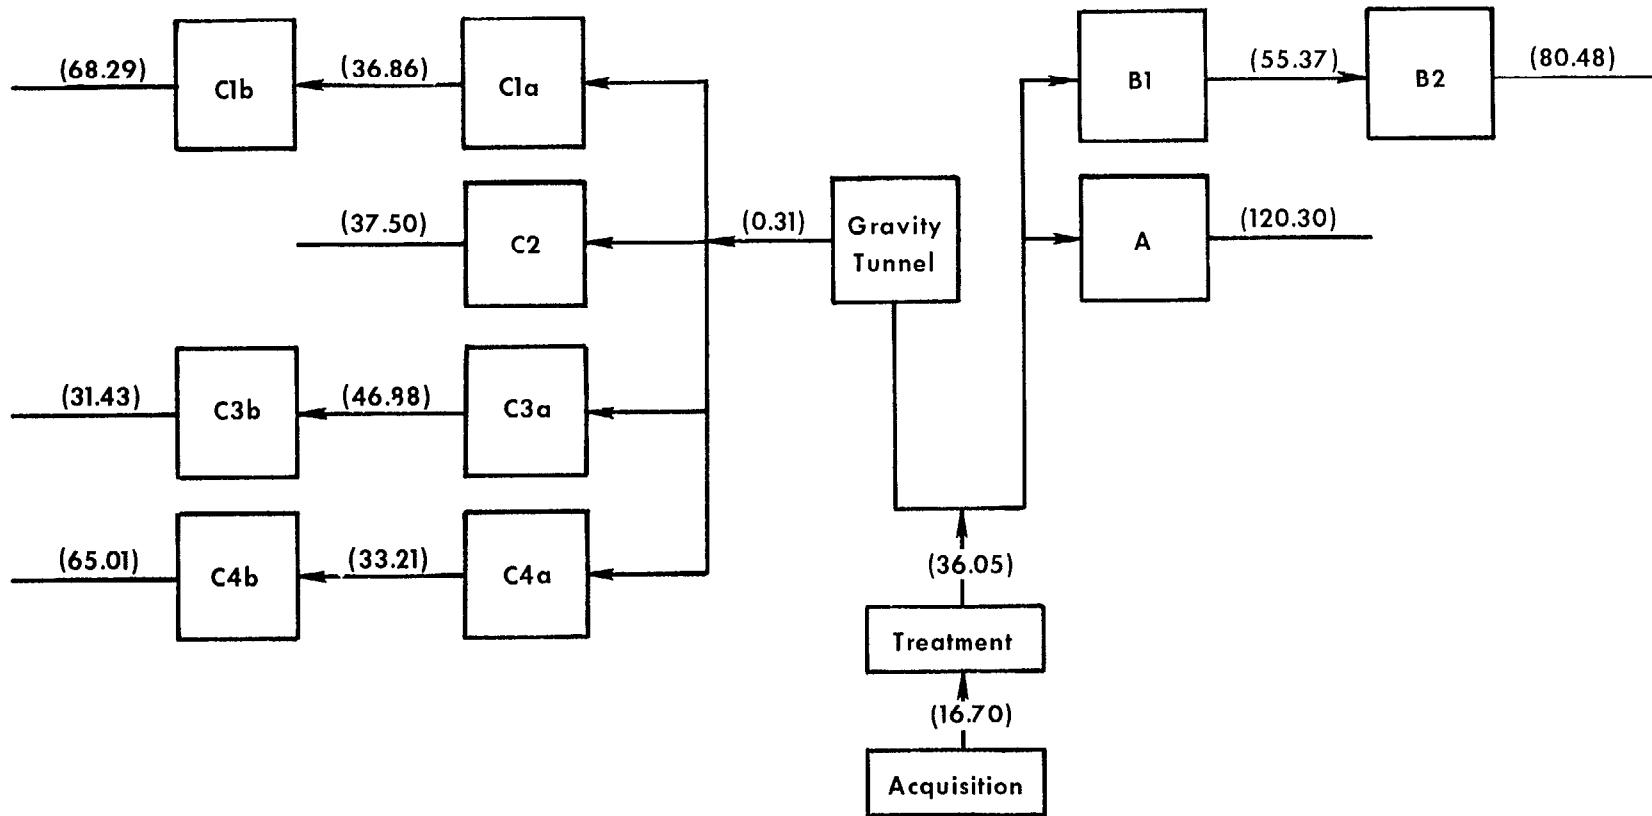 (68.29)
C1b
(36.86)
C1a
B1
(55.37)
B2
(80.48)
(37.50)
C2
(0.31)
Gravity
Tunnel
A
(120.30)
(31.43)
C3b
(46.98)
C3a
(65.01)
C4b
(33.21)
C4a
(36.05)
Treatment
(16.70)
Acquisition